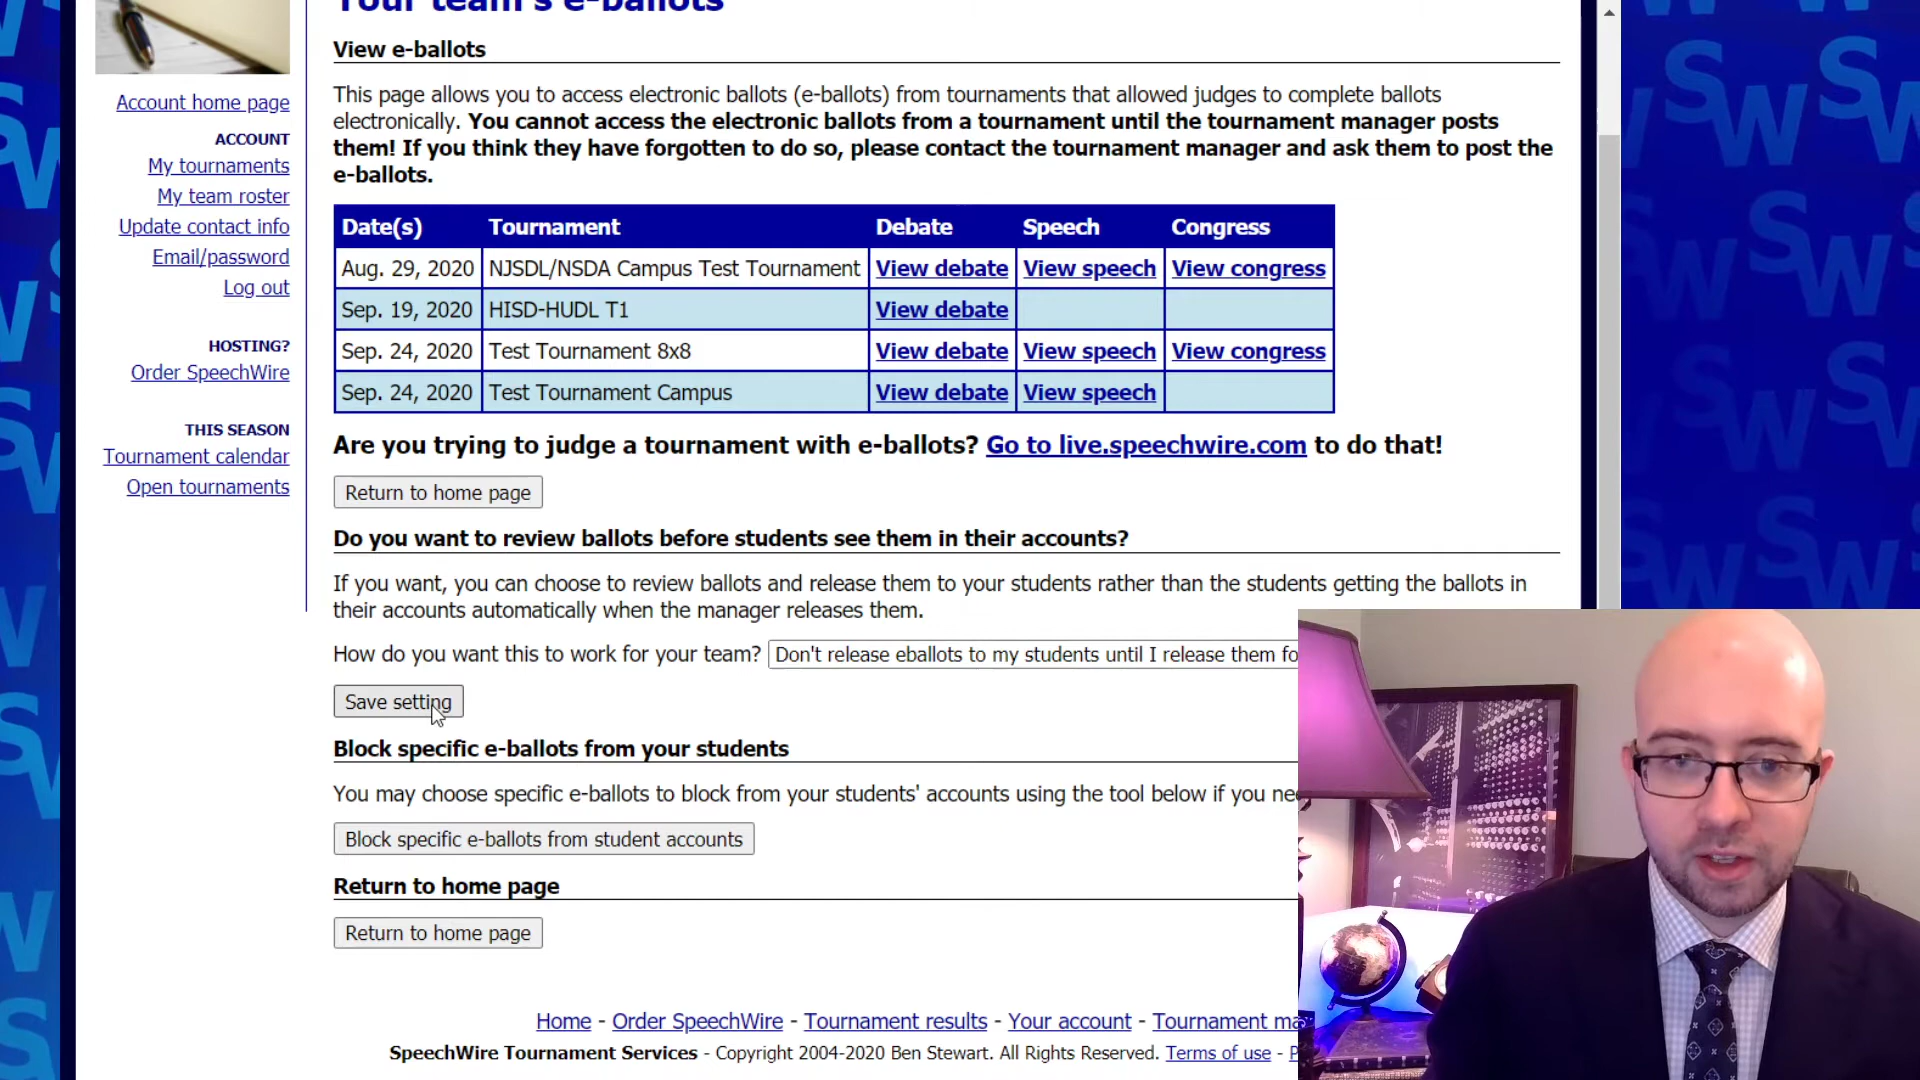 Your team's e-ballots
View e-ballots
This page allows you to access electronic ballots (e-ballots) from tournaments that allowed judges to complete ballots
electronically. You cannot access the electronic ballots from a tournament until the tournament manager posts
them! If you think they have forgotten to do so, please contact the tournament manager and ask them to post the
e-ballots.
Account home page
ACCOUNT
My tournaments
My team roster
Update contact info
Email/password
Log out
HOSTING?
Order SpeechWire
THIS SEASON
Tournament calendar
Open tournaments
Date(s) Tournament Debate Speech Congress
Aug. 29, 2020 NJSDL/NSDA Campus Test Tournament View debate View speech View congress
Sep. 19, 2020 HISD-HUDL T1 View debate
Sep. 24, 2020 Test Tournament 8x8 View debate View speech View congress
Sep. 24, 2020 Test Tournament Campus View debate View speech
Are you trying to judge a tournament with e-ballots? Go to live.speechwire.com to do that!
Return to home page
Do you want to review ballots before students see them in their accounts?
If you want, you can choose to review ballots and release them to your students rather than the students getting the ballots in
their accounts automatically when the manager releases them.
How do you want this to work for your team? Don't release eballots to my students until I release them fo
Save setting
Block specific e-ballots from your students
You may choose specific e-ballots to block from your students' accounts using the tool below if you nee
Block specific e-ballots from student accounts
Return to home page
Return to home page
Home - Order SpeechWire - Tournament results - Your account - Tournament ma
SpeechWire Tournament Services - Copyright 2004-2020 Ben Stewart. All Rights Reserved. Terms of use - P